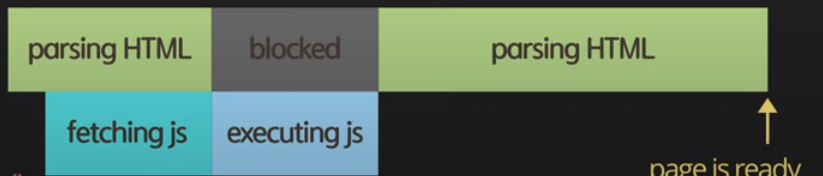 parsing HTML blocked parsing HTML
fetching js executing js
page is ready